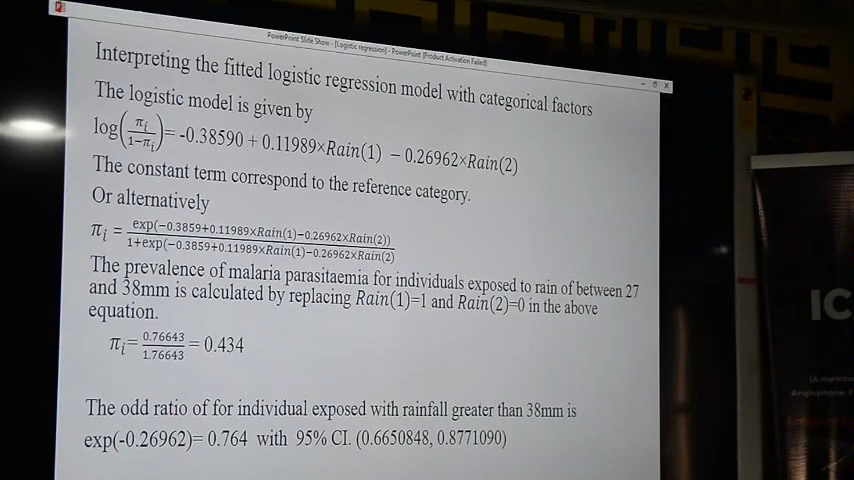 PowerPoint Slide Show - [Logistic regression] - PowerPoint (Product Activation Failed)
Interpreting the fitted logistic regression model with categorical factors
The logistic model is given by
log(πi/1−πi)= -0.38590 + 0.11989×Rain(1) − 0.26962×Rain(2)
The constant term correspond to the reference category.
Or alternatively
πi = exp(−0.3859+0.11989×Rain(1)−0.26962×Rain(2))
1+exp(−0.3859+0.11989×Rain(1)−0.26962×Rain(2)
The prevalence of malaria parasitaemia for individuals exposed to rain of between 27
and 38mm is calculated by replacing Rain(1)=1 and Rain(2)=0 in the above
equation.
πi= 0.76643/1.76643 = 0.434
The odd ratio of for individual exposed with rainfall greater than 38mm is
exp(-0.26962)= 0.764 with 95% CI. (0.6650848, 0.8771090)
IC
(A membe
Anglophone